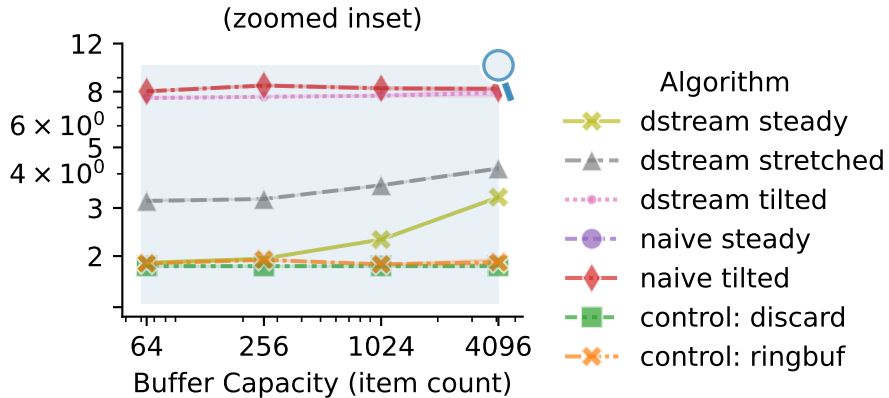 (zoomed inset)
12
8
6 × 10⁰
5
4 × 10⁰
3
2
64 256 1024 4096
Buffer Capacity (item count)
Algorithm
dstream steady
dstream stretched
dstream tilted
naive steady
naive tilted
control: discard
control: ringbuf